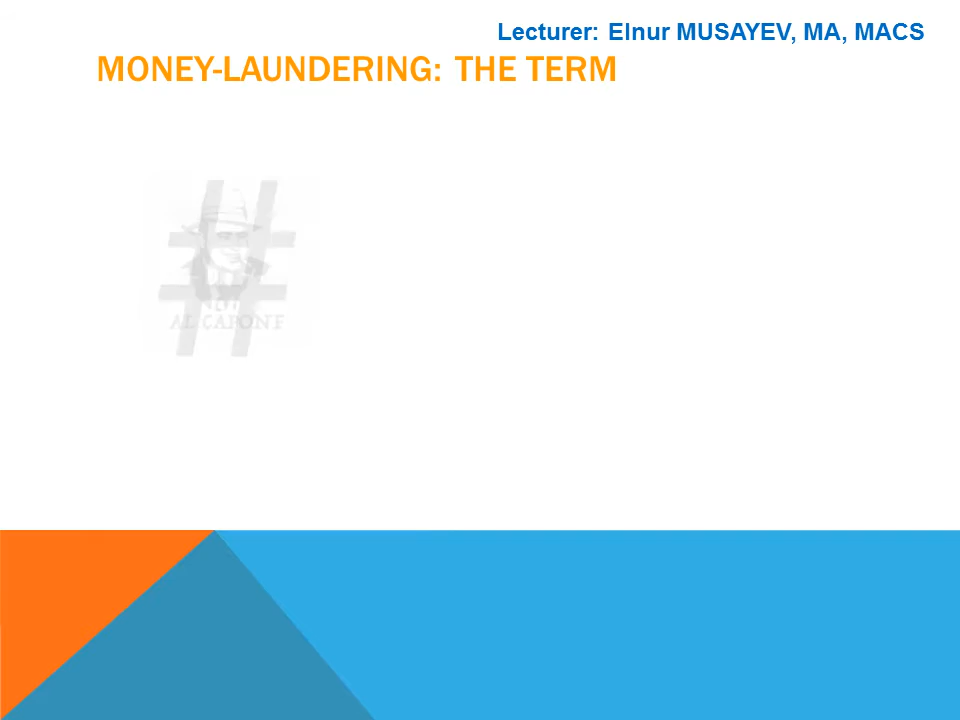 Lecturer: Elnur MUSAYEV, MA, MACS
MONEY-LAUNDERING: THE TERM
AL CAPONE